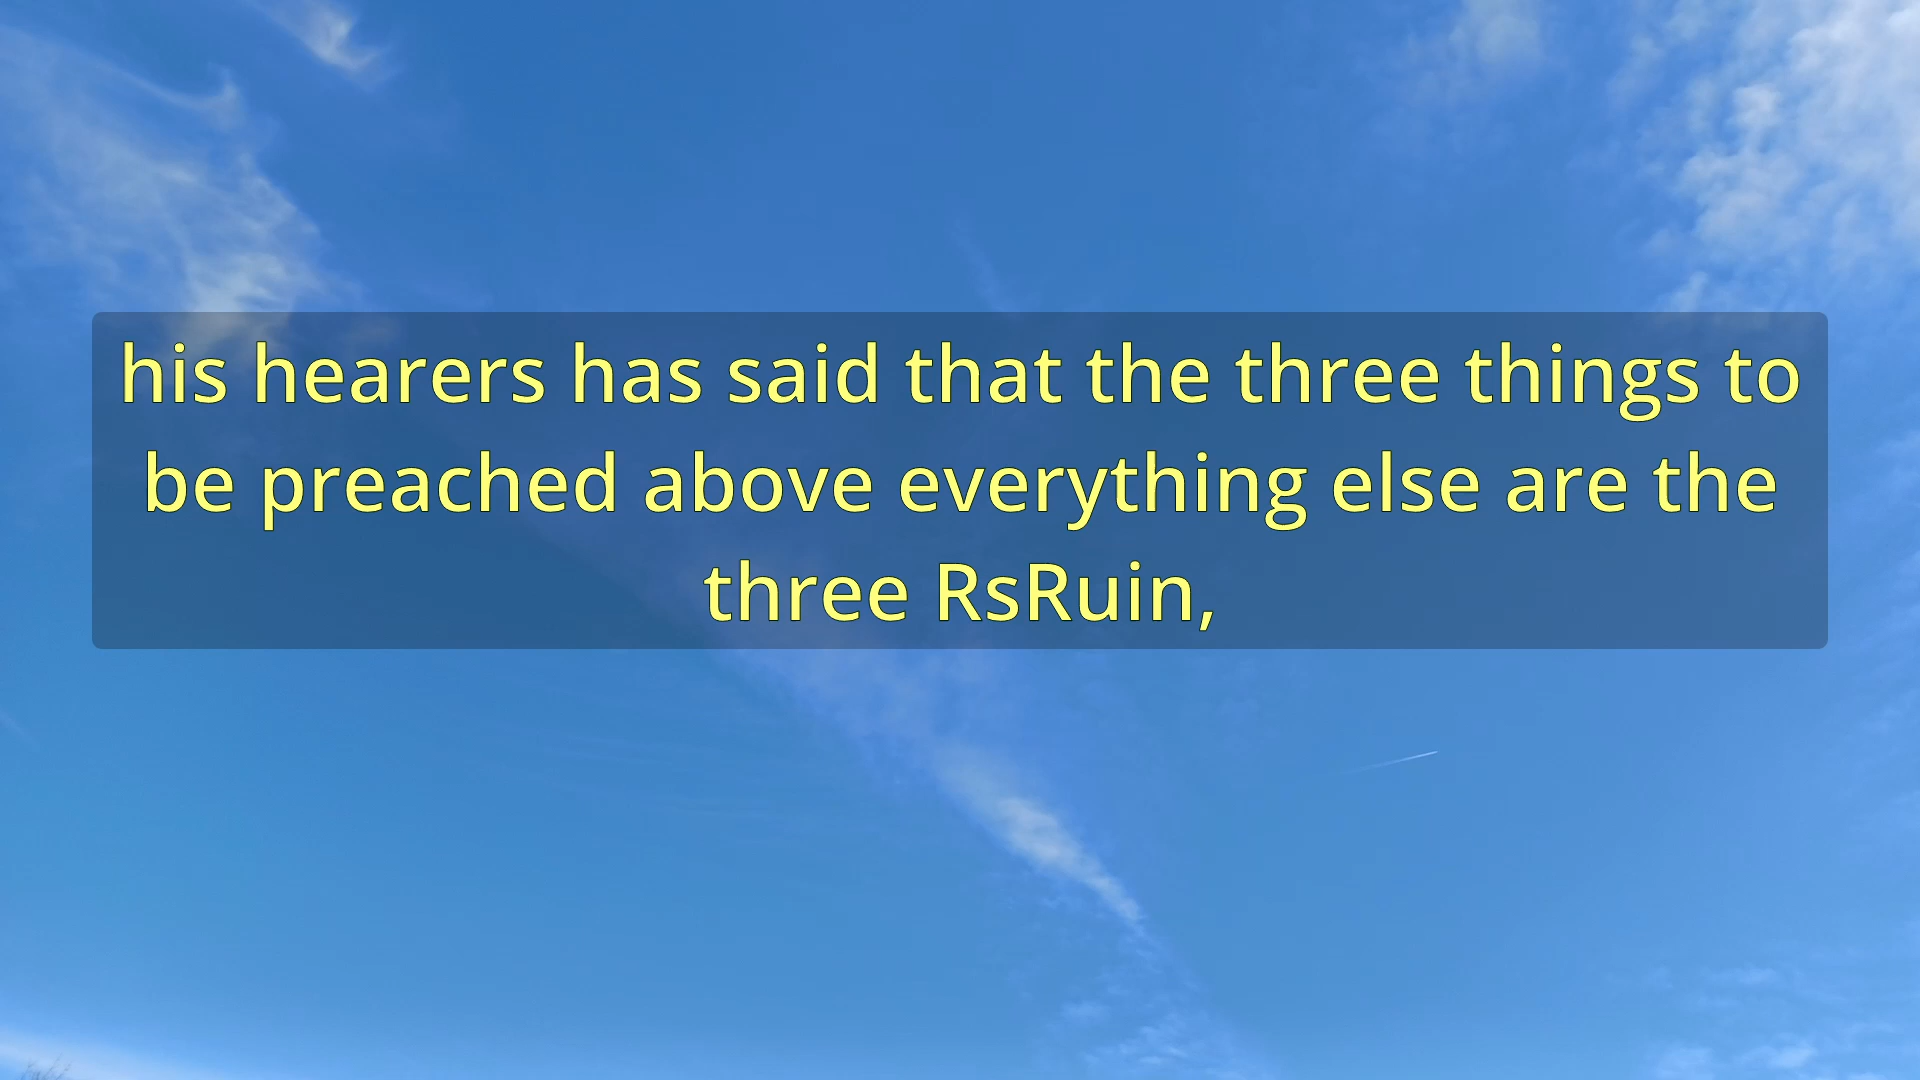 his hearers has said that the three things to
be preached above everything else are the
three RsRuin,